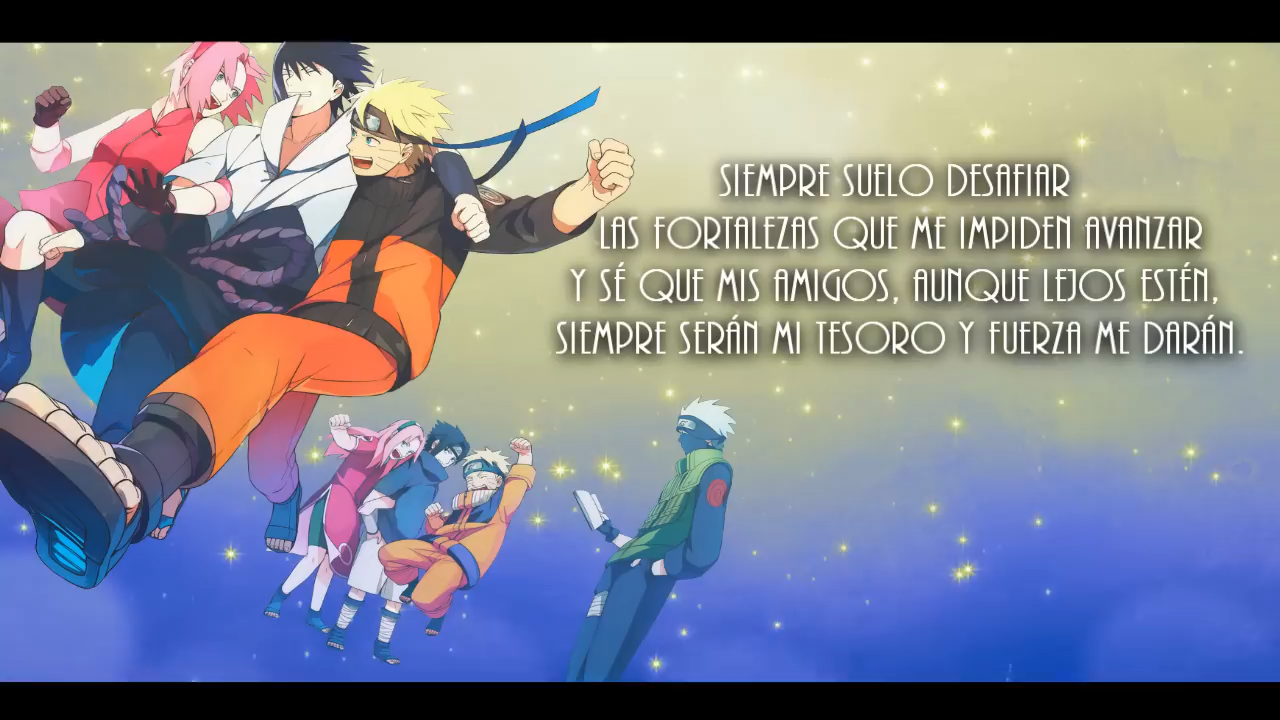 SIEMPRE SUELO DESAFIAR
LAS FORTALEZAS QUE ME IMPIDEN AVANZAR
Y SÉ QUE MIS AMIGOS, AUNQUE LEJOS ESTÉN,
SIEMPRE SERÁN MI TESORO Y FUERZA ME DARÁN.